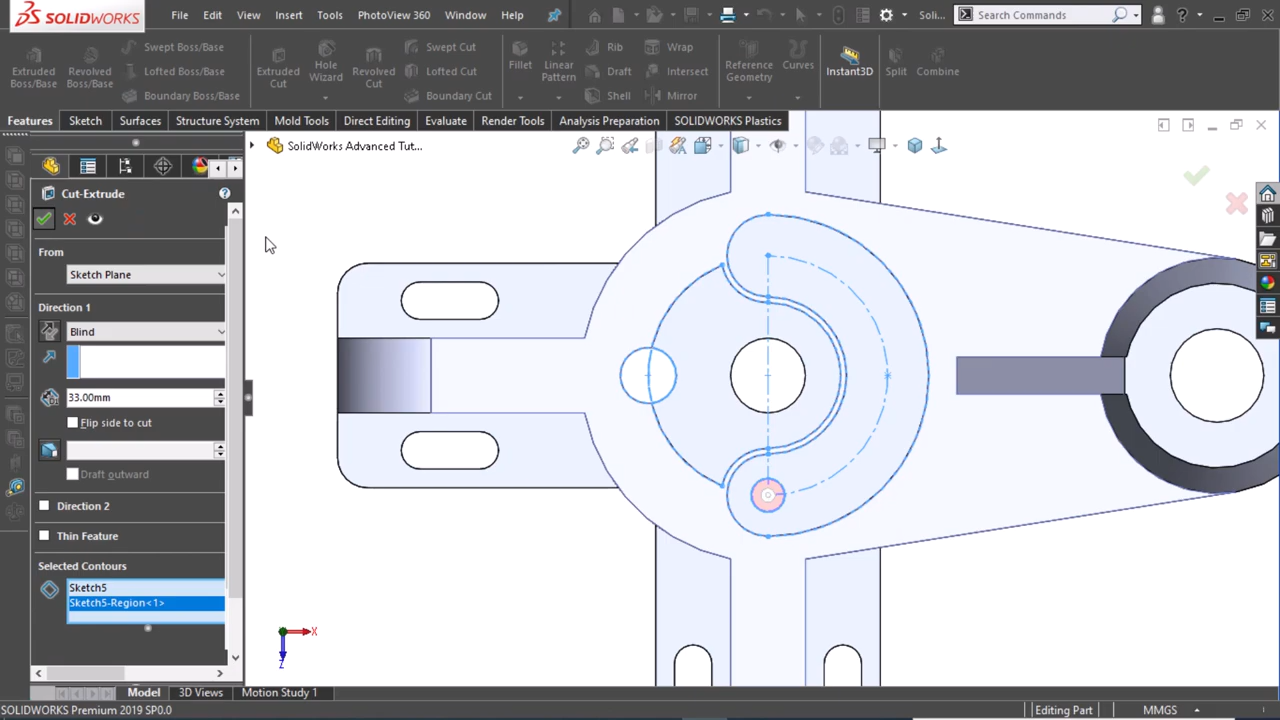 SOLIDWORKS File Edit View Insert Tools PhotoView 360 Window Help Soli... Search Commands ?
Extruded Boss/Base Revolved Boss/Base Swept Boss/Base Lofted Boss/Base Boundary Boss/Base Extruded Cut Hole Wizard Revolved Cut Swept Cut Lofted Cut Boundary Cut Fillet Linear Pattern Rib Draft Shell Wrap Intersect Mirror Reference Geometry Curves Instant3D Split Combine
Features Sketch Surfaces Structure System Mold Tools Direct Editing Evaluate Render Tools Analysis Preparation SOLIDWORKS Plastics
SolidWorks Advanced Tut...
Cut-Extrude ?
From
Sketch Plane
Direction 1
Blind
33.00mm
Flip side to cut
Draft outward
Direction 2
Thin Feature
Selected Contours
Sketch5
Sketch5-Region<1>
X
Z
Model 3D Views Motion Study 1
SOLIDWORKS Premium 2019 SP0.0 Editing Part MMGS